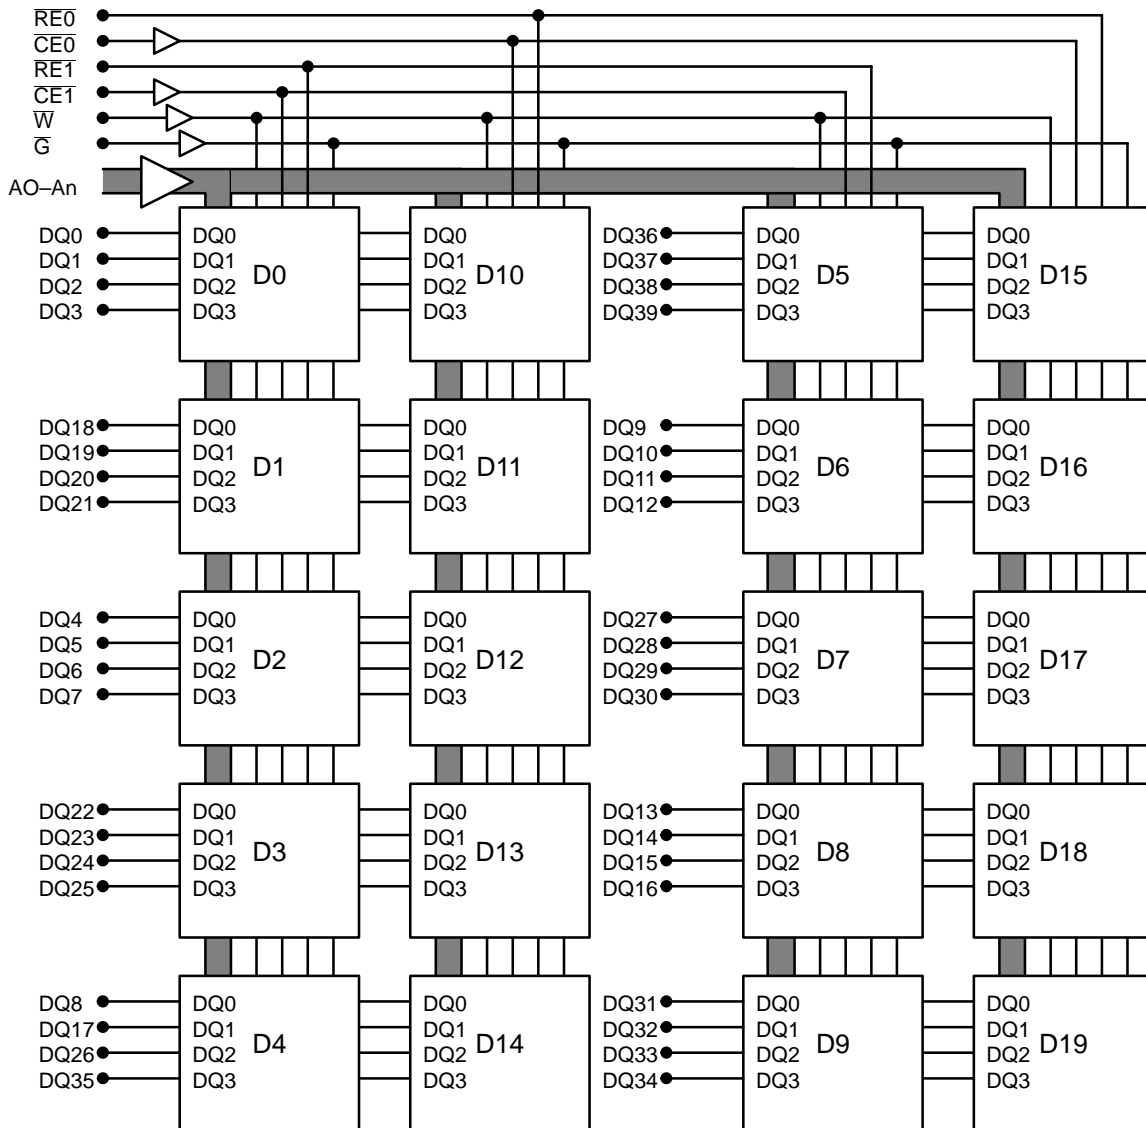 RE0
CE0
RE1
CE1
W
G
AO–An
DQ0 DQ0 DQ0 DQ36 DQ0 DQ0
DQ1 DQ1 DQ1 DQ37 DQ1 DQ1
D0 D10 D5 D15
DQ2 DQ2 DQ2 DQ38 DQ2 DQ2
DQ3 DQ3 DQ3 DQ39 DQ3 DQ3
DQ18 DQ0 DQ0 DQ9 DQ0 DQ0
DQ19 DQ1 DQ1 DQ10 DQ1 DQ1
D1 D11 D6 D16
DQ20 DQ2 DQ2 DQ11 DQ2 DQ2
DQ21 DQ3 DQ3 DQ12 DQ3 DQ3
DQ4 DQ0 DQ0 DQ27 DQ0 DQ0
DQ5 DQ1 DQ1 DQ28 DQ1 DQ1
D2 D12 D7 D17
DQ6 DQ2 DQ2 DQ29 DQ2 DQ2
DQ7 DQ3 DQ3 DQ30 DQ3 DQ3
DQ22 DQ0 DQ0 DQ13 DQ0 DQ0
DQ23 DQ1 DQ1 DQ14 DQ1 DQ1
D3 D13 D8 D18
DQ24 DQ2 DQ2 DQ15 DQ2 DQ2
DQ25 DQ3 DQ3 DQ16 DQ3 DQ3
DQ8 DQ0 DQ0 DQ31 DQ0 DQ0
DQ17 DQ1 DQ1 DQ32 DQ1 DQ1
D4 D14 D9 D19
DQ26 DQ2 DQ2 DQ33 DQ2 DQ2
DQ35 DQ3 DQ3 DQ34 DQ3 DQ3